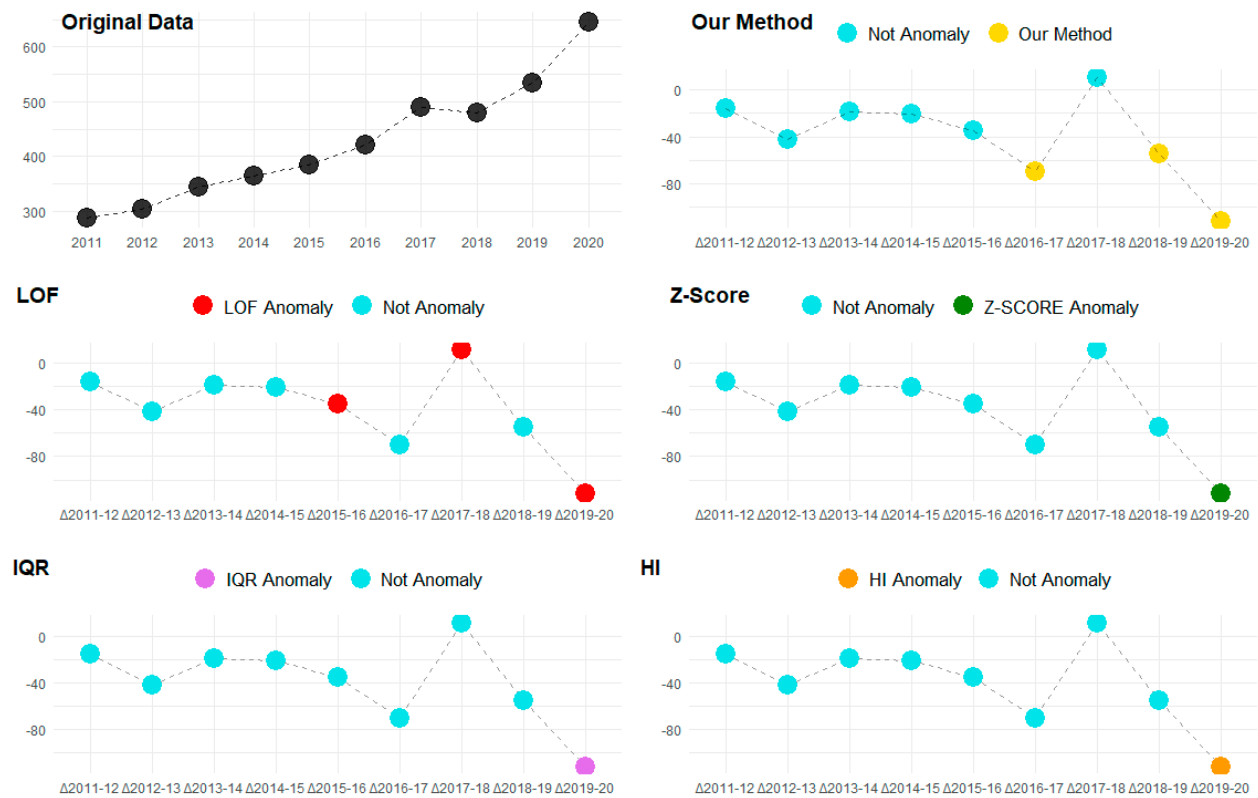 Original Data
600
500
400
300
2011 2012 2013 2014 2015 2016 2017 2018 2019 2020
Our Method
Not Anomaly Our Method
0
-40
-80
Δ2011-12 Δ2012-13 Δ2013-14 Δ2014-15 Δ2015-16 Δ2016-17 Δ2017-18 Δ2018-19 Δ2019-20
LOF
LOF Anomaly Not Anomaly
0
-40
-80
Δ2011-12 Δ2012-13 Δ2013-14 Δ2014-15 Δ2015-16 Δ2016-17 Δ2017-18 Δ2018-19 Δ2019-20
Z-Score
Not Anomaly Z-SCORE Anomaly
0
-40
-80
Δ2011-12 Δ2012-13 Δ2013-14 Δ2014-15 Δ2015-16 Δ2016-17 Δ2017-18 Δ2018-19 Δ2019-20
IQR
IQR Anomaly Not Anomaly
0
-40
-80
Δ2011-12 Δ2012-13 Δ2013-14 Δ2014-15 Δ2015-16 Δ2016-17 Δ2017-18 Δ2018-19 Δ2019-20
HI
HI Anomaly Not Anomaly
0
-40
-80
Δ2011-12 Δ2012-13 Δ2013-14 Δ2014-15 Δ2015-16 Δ2016-17 Δ2017-18 Δ2018-19 Δ2019-20